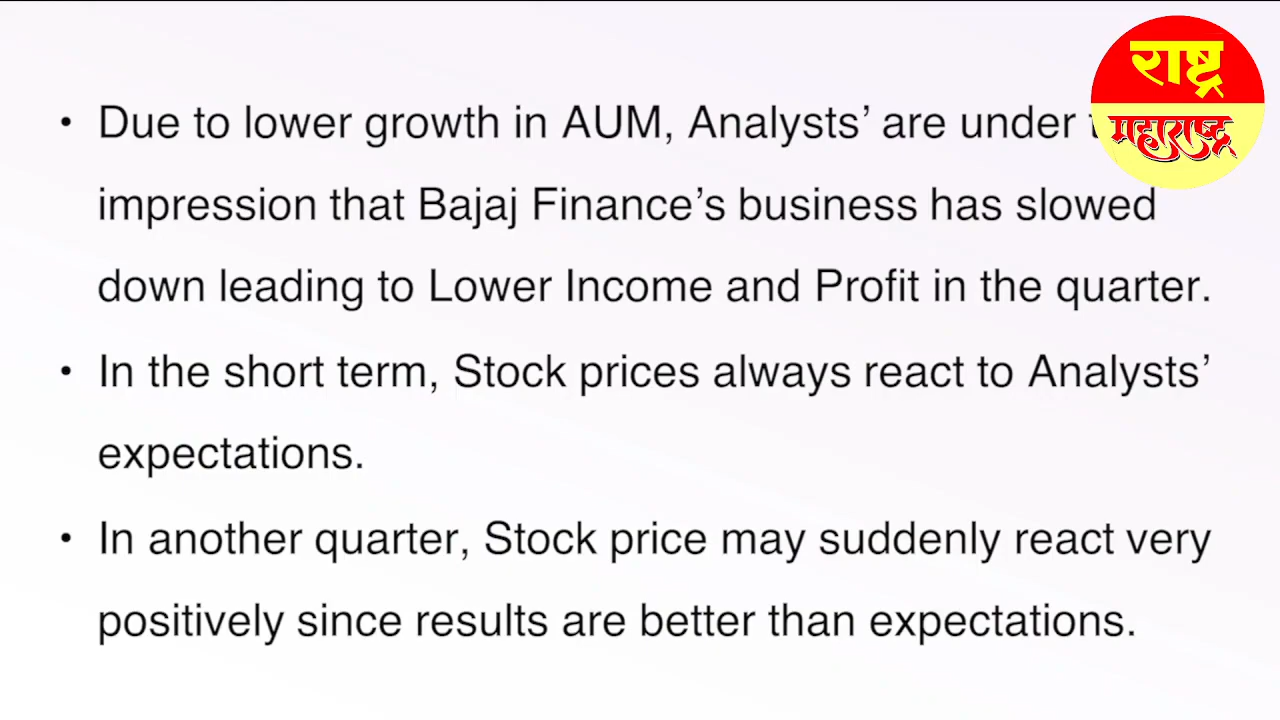 राष्ट्र
महाराष्ट्र
• Due to lower growth in AUM, Analysts’ are under
impression that Bajaj Finance’s business has slowed
down leading to Lower Income and Profit in the quarter.
• In the short term, Stock prices always react to Analysts’
expectations.
• In another quarter, Stock price may suddenly react very
positively since results are better than expectations.